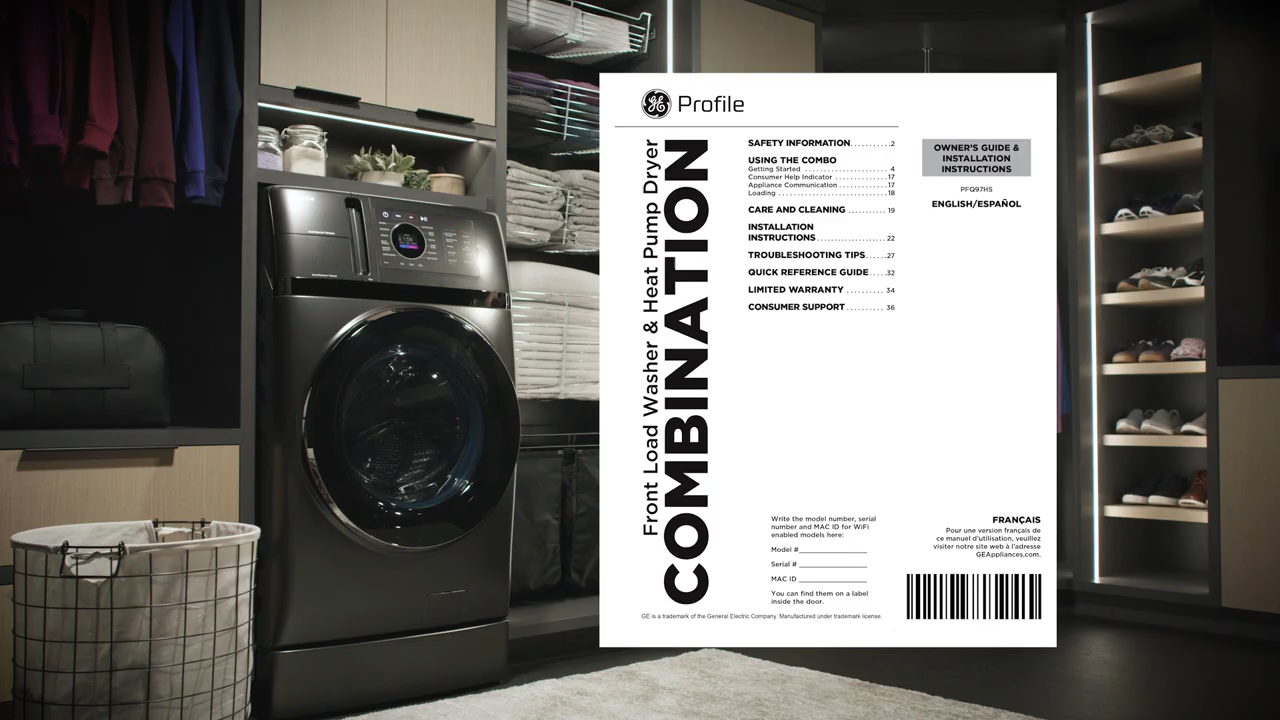 GE Profile
Front Load Washer & Heat Pump Dryer
COMBINATION
SAFETY INFORMATION . . . . . . . . . . 2
USING THE COMBO
Getting Started . . . . . . . . . . . . . . . . . . . . 4
Consumer Help Indicator . . . . . . . . . . . 17
Appliance Communication . . . . . . . . . . 17
Loading . . . . . . . . . . . . . . . . . . . . . . . . . 18
CARE AND CLEANING . . . . . . . . . 19
INSTALLATION
INSTRUCTIONS . . . . . . . . . . . . . . . . 22
TROUBLESHOOTING TIPS . . . . . 27
QUICK REFERENCE GUIDE . . . . 32
LIMITED WARRANTY . . . . . . . . . 34
CONSUMER SUPPORT . . . . . . . . . 36
OWNER'S GUIDE &
INSTALLATION
INSTRUCTIONS
PFQ97HS
ENGLISH/ESPAÑOL
Write the model number, serial
number and MAC ID for WiFi
enabled models here:
Model #
Serial #
MAC ID
You can find them on a label
inside the door.
FRANÇAIS
Pour une version français de
ce manuel d'utilisation, veuillez
visiter notre site web à l'adresse
GEAppliances.com.
GE is a trademark of the General Electric Company. Manufactured under trademark license.